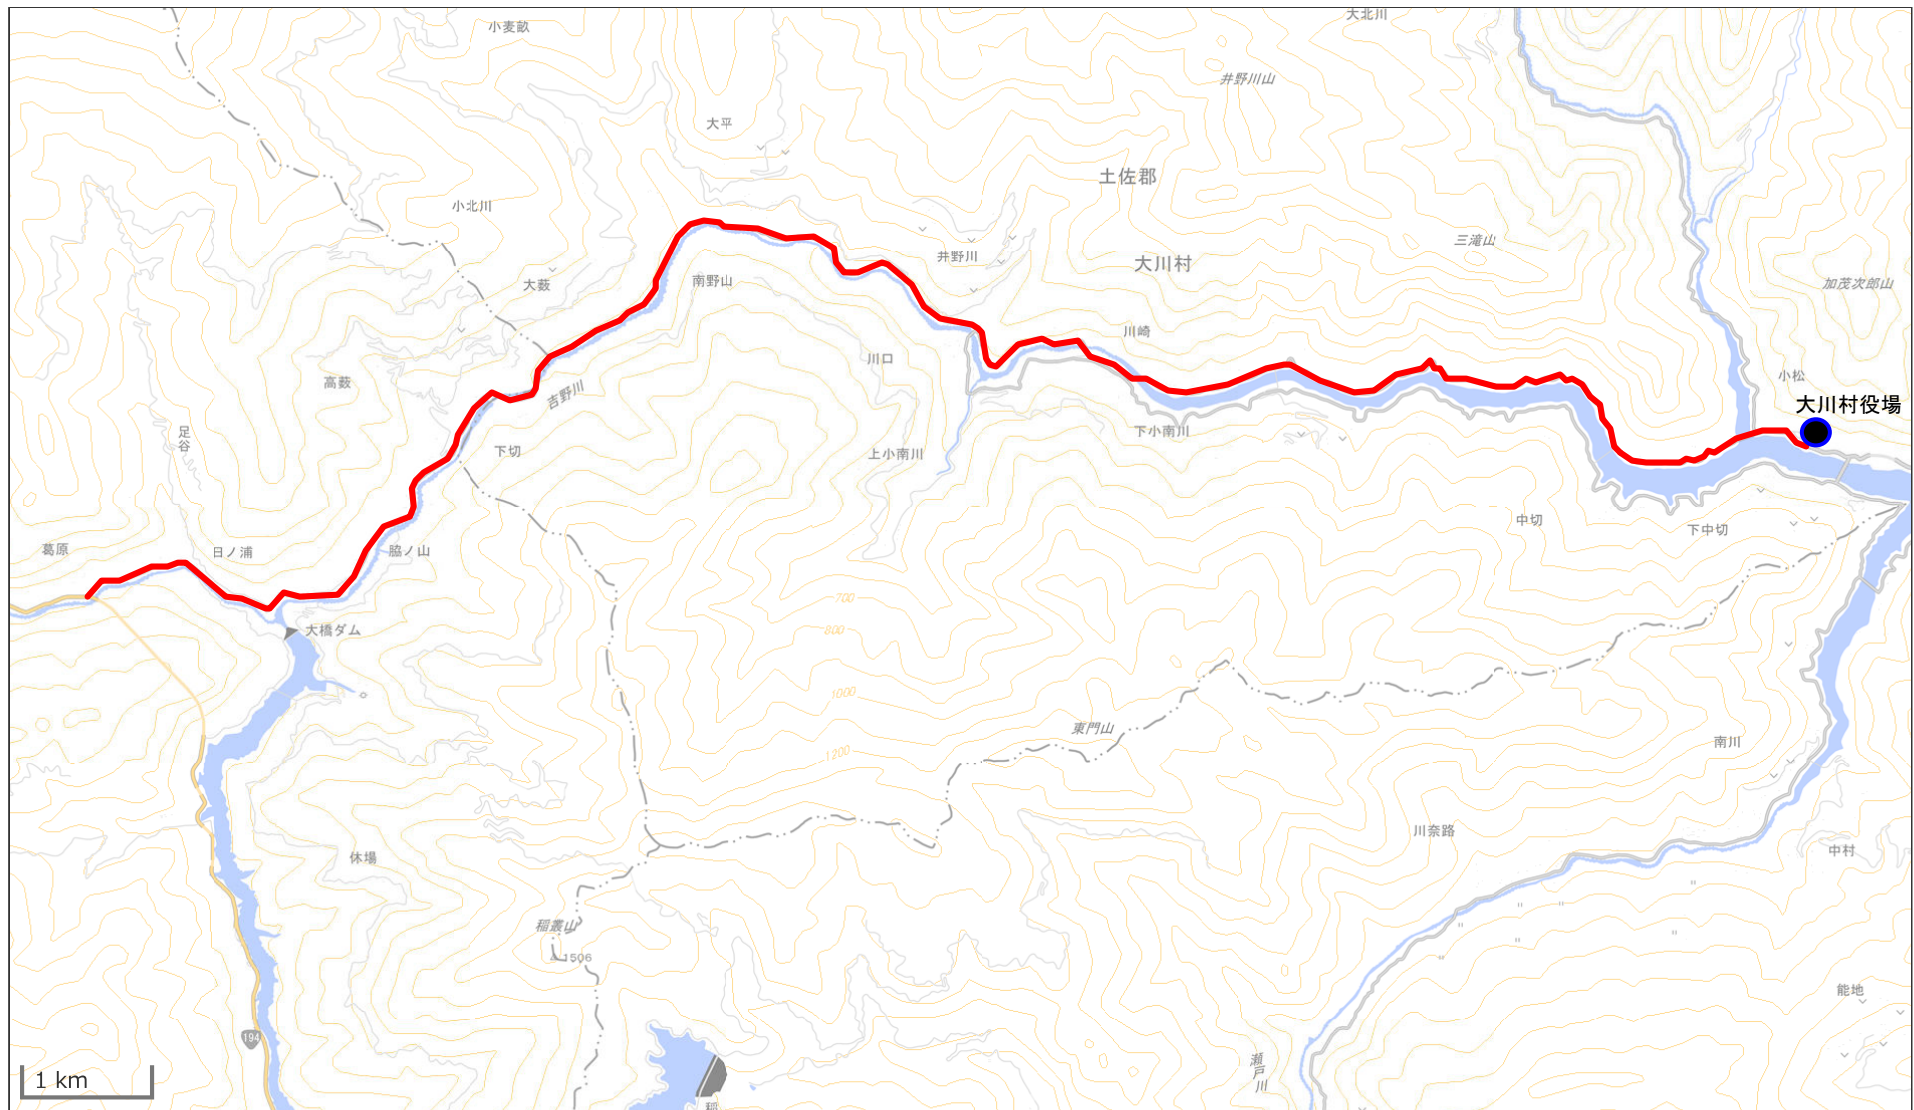 小麦畝
大北川
井野川山
大平
土佐郡
小北川
三滝山
井野川
大川村
大薮
南野山
加茂次郎山
川崎
川口
小松
高薮
吉野川
大川村役場
足谷
下切
上小南川
下小南川
中切
下中切
葛原
日ノ浦
脇ノ山
700
大橋ダム
800
1000
東門山
南川
1200
川奈路
休場
中村
稲叢山
1506
能地
194
瀬戸川
1 km
稲